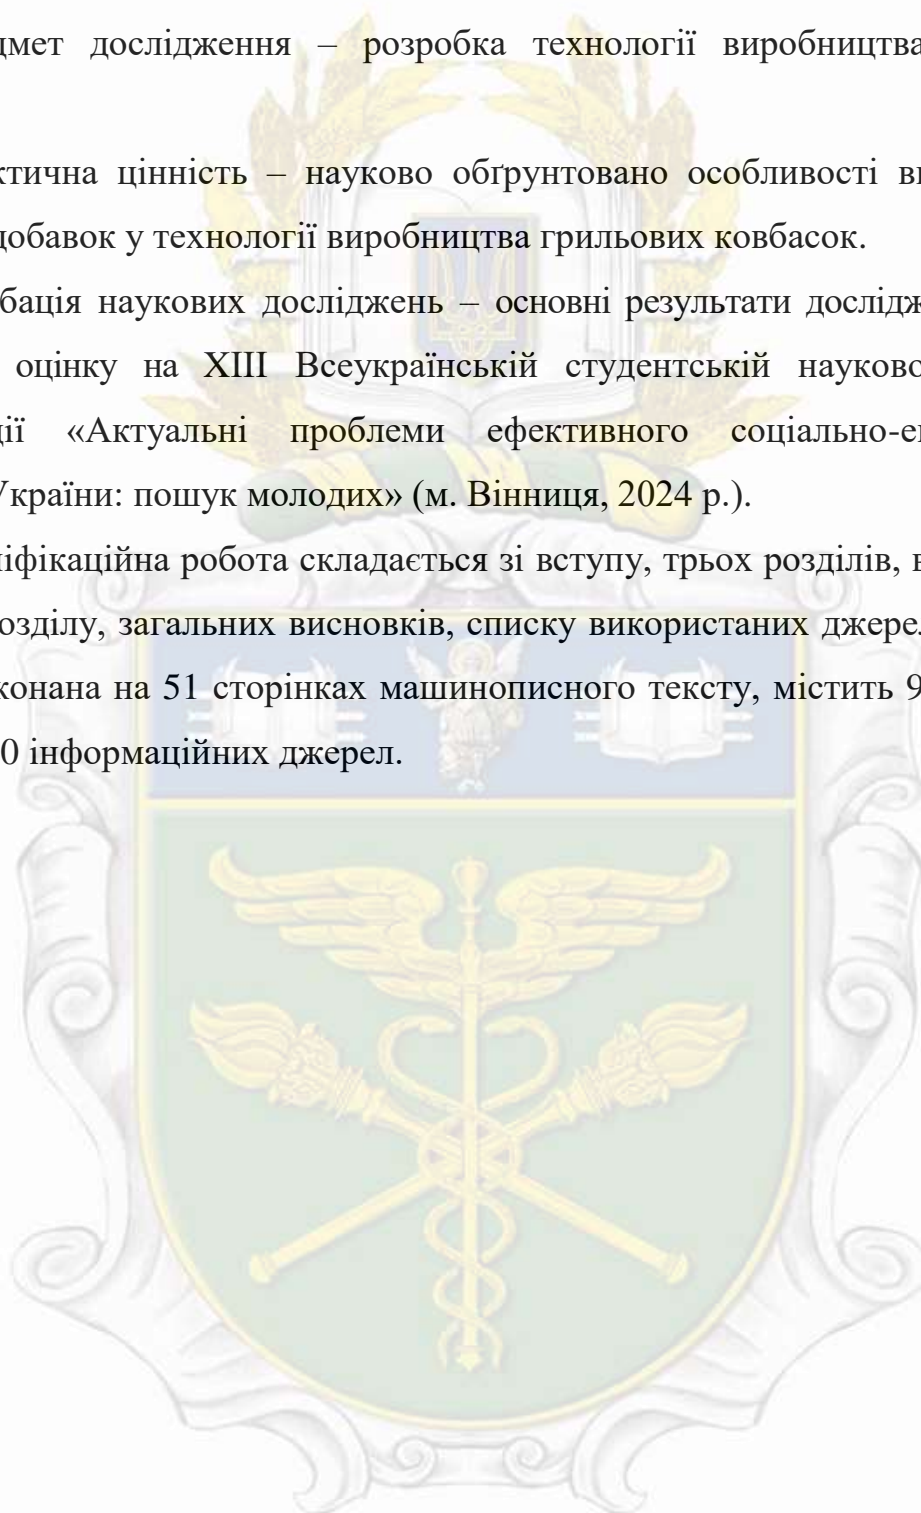 дмет дослідження – розробка технології виробництва
ктична цінність – науково обґрунтовано особливості ви
добавок у технології виробництва грильових ковбасок.
бація наукових досліджень – основні результати дослідж
оцінку на XIII Всеукраїнській студентській науково
ції «Актуальні проблеми ефективного соціально-ек
України: пошук молодих» (м. Вінниця, 2024 р.).
ліфікаційна робота складається зі вступу, трьох розділів, в
озділу, загальних висновків, списку використаних джерел
конана на 51 сторінках машинописного тексту, містить 9
0 інформаційних джерел.